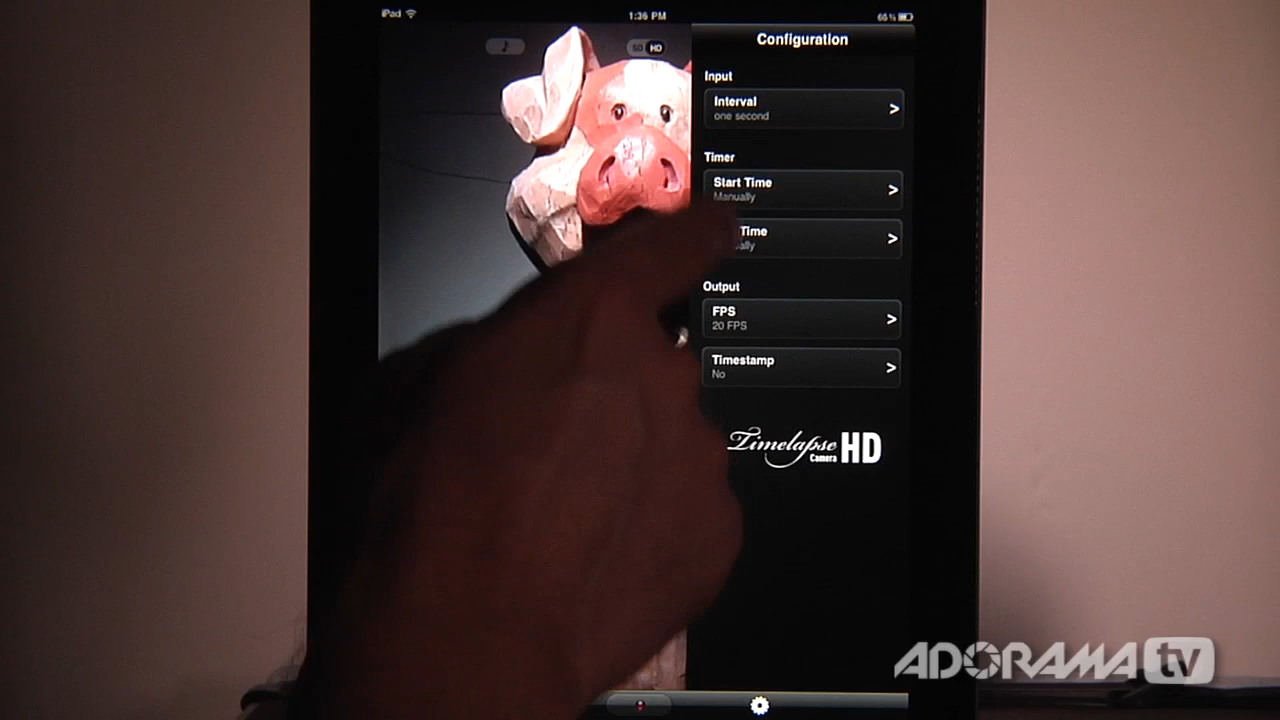 iPad
1:36 PM
65%
SD HD
Configuration
Input
Interval
one second
>
Timer
Start Time
Manually
>
Time
ally
>
Output
FPS
20 FPS
>
Timestamp
No
>
Timelapse
Camera HD
ADORAMA tv